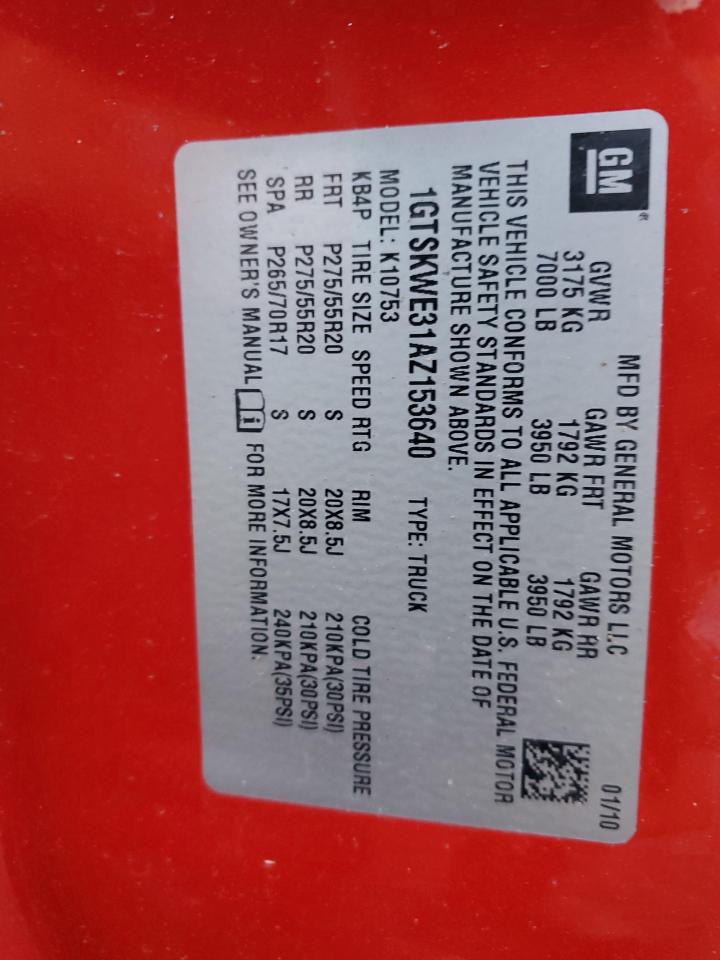 GM®
MFD BY GENERAL MOTORS LLC 01/10
GVWR GAWR FRT GAWR RR
3175 KG 1792 KG 1792 KG
7000 LB 3950 LB 3950 LB
THIS VEHICLE CONFORMS TO ALL APPLICABLE U.S. FEDERAL MOTOR
VEHICLE SAFETY STANDARDS IN EFFECT ON THE DATE OF
MANUFACTURE SHOWN ABOVE.
1GTSKWE31AZ153640 TYPE: TRUCK
MODEL: K10753
KB4P TIRE SIZE SPEED RTG RIM COLD TIRE PRESSURE
FRT P275/55R20 S 20X8.5J 210KPA(30PSI)
RR P275/55R20 S 20X8.5J 210KPA(30PSI)
SPA P265/70R17 S 17X7.5J 240KPA(35PSI)
SEE OWNER'S MANUAL i FOR MORE INFORMATION.